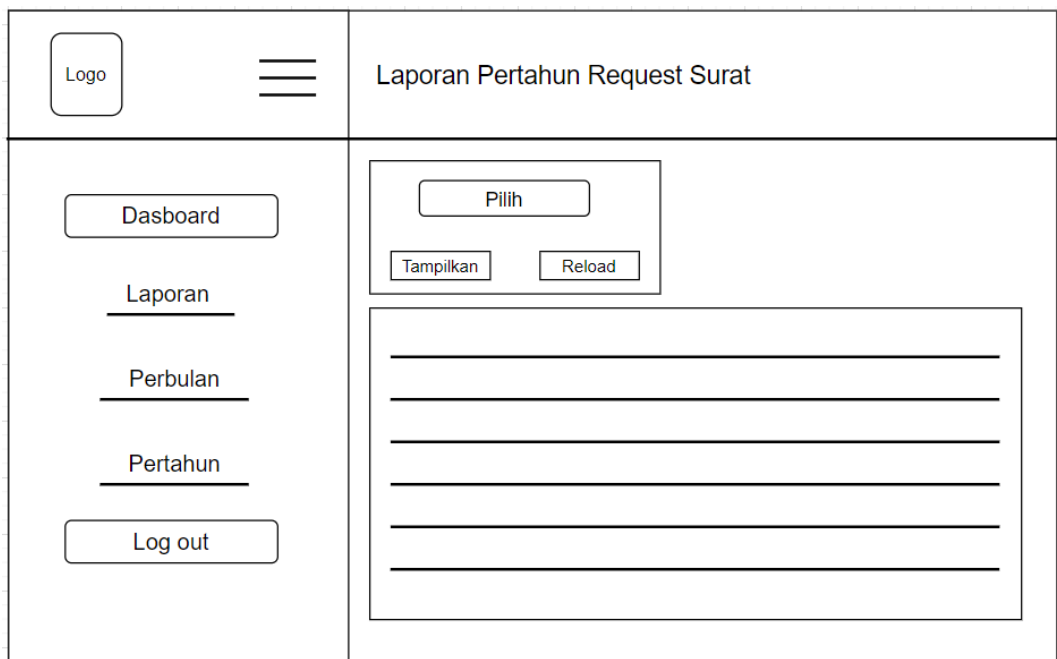 Logo
Laporan Pertahun Request Surat
Dasboard
Laporan
Perbulan
Pertahun
Log out
Pilih
Tampilkan
Reload